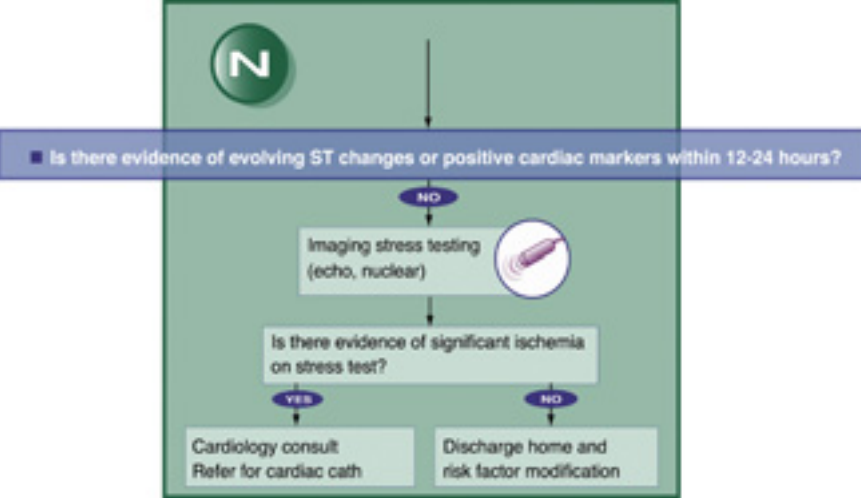 N
Is there evidence of evolving ST changes or positive cardiac markers within 12-24 hours?
NO
Imaging stress testing
(echo, nuclear)
Is there evidence of significant ischemia
on stress test?
YES
NO
Cardiology consult
Refer for cardiac cath
Discharge home and
risk factor modification